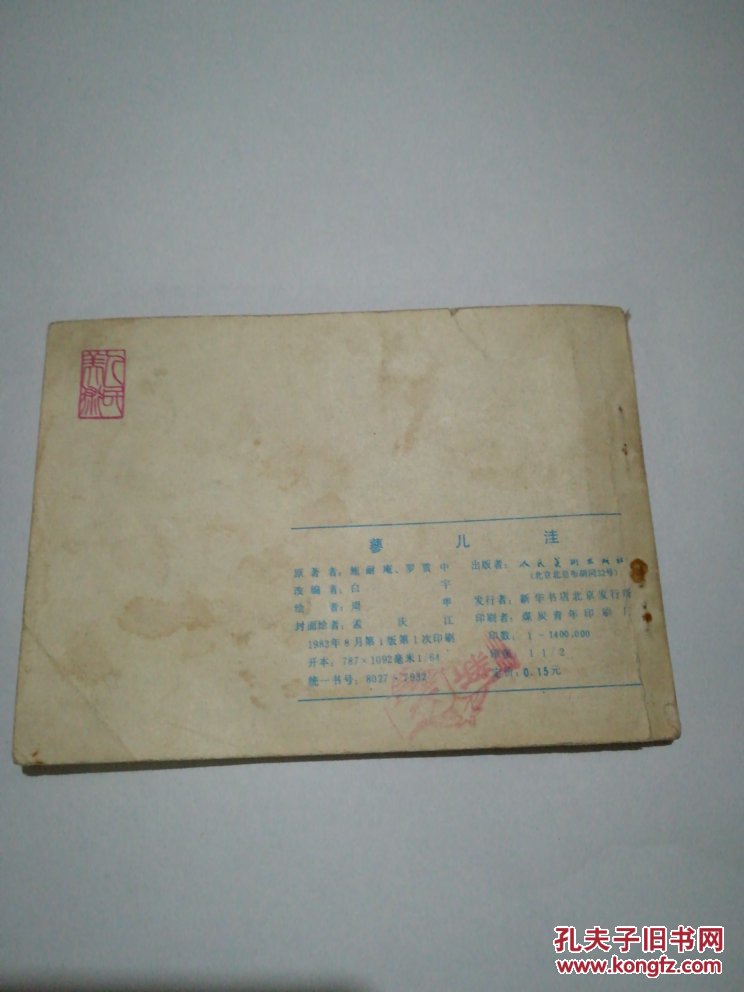 人民
美術
蓼儿洼
原著者：施耐庵、罗贯中
改编者：白宇
绘者：周申
封面绘者：孟庆江
1982年8月第1版第1次印刷
开本：787×1092毫米1/64
统一书号：8027·7932
出版者：人民美术出版社
（北京北总布胡同32号）
发行者：新华书店北京发行所
印刷者：煤炭青年印刷厂
印数：1－1400,000
印张：1 1/2
定价：0.15元
孔夫子旧书网
www.kongfz.com